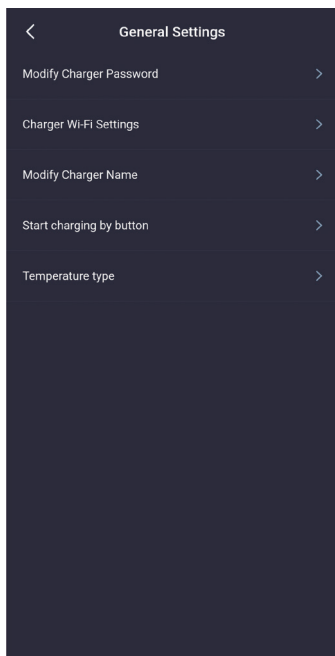 General Settings
Modify Charger Password
Charger Wi-Fi Settings
Modify Charger Name
Start charging by button
Temperature type